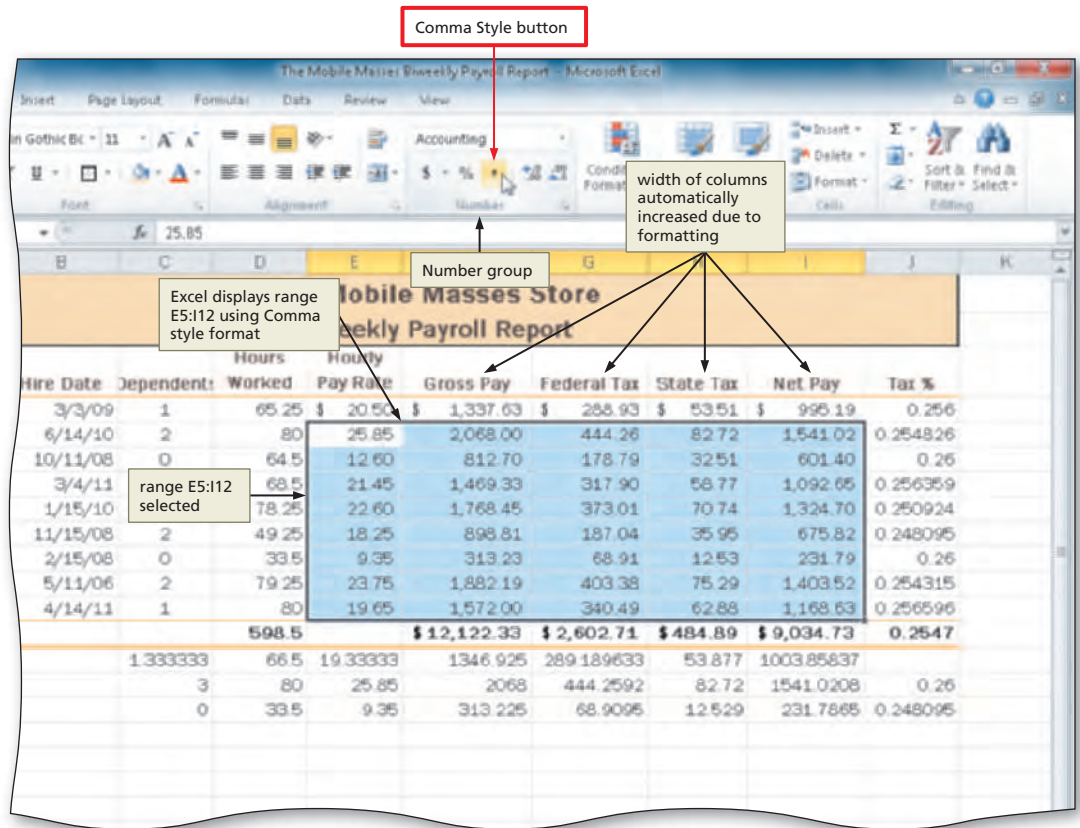 Comma Style button
The Mobile Masses Biweekly Payroll Report - Microsoft Excel
Insert Page Layout Formulas Data Review View
11 A A Accounting Insert Σ
U A $ % , Delete
Format Sort & Filter Find & Select
Font Alignment Number Cells Editing
width of columns automatically increased due to formatting
fx 25.85
Number group
B C D E G I J K
Excel displays range E5:I12 using Comma style format
Mobile Masses Store
eekly Payroll Report
Hours Hourly
Hire Date Dependents Worked Pay Rate Gross Pay Federal Tax State Tax Net Pay Tax %
3/3/09 1 65.25 $ 20.50 $ 1,337.63 $ 288.93 $ 53.51 $ 995.19 0.256
6/14/10 2 80 25.85 2,068.00 444.26 82.72 1,541.02 0.254826
10/11/08 0 64.5 12.60 812.70 178.79 32.51 601.40 0.26
3/4/11 68.5 21.45 1,469.33 317.90 58.77 1,092.65 0.256359
range E5:I12 selected
1/15/10 78.25 22.60 1,768.45 373.01 70.74 1,324.70 0.250924
11/15/08 2 49.25 18.25 898.81 187.04 35.95 675.82 0.248095
2/15/08 0 33.5 9.35 313.23 68.91 12.53 231.79 0.26
5/11/06 2 79.25 23.75 1,882.19 403.38 75.29 1,403.52 0.254315
4/14/11 1 80 19.65 1,572.00 340.49 62.88 1,168.63 0.256596
598.5 $ 12,122.33 $ 2,602.71 $ 484.89 $ 9,034.73 0.2547
1.333333 66.5 19.33333 1346.925 289.189633 53.877 1003.85837
3 80 25.85 2068 444.2592 82.72 1541.0208 0.26
0 33.5 9.35 313.225 68.9095 12.529 231.7865 0.248095